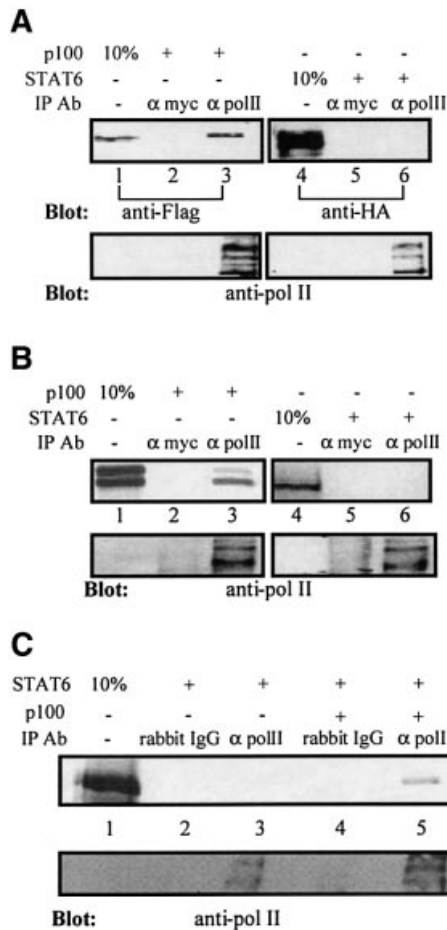 A
p100 10% + + - - -
STAT6 - - - 10% + +
IP Ab - α myc α polII - α myc α polII
1 2 3 4 5 6
Blot: anti-Flag anti-HA
Blot: anti-pol II
B
p100 10% + + - - -
STAT6 - - - 10% + +
IP Ab - α myc α polII - α myc α polII
1 2 3 4 5 6
Blot: anti-pol II
C
STAT6 10% + + + +
p100 - - - + +
IP Ab - rabbit IgG α polII rabbit IgG α polII
1 2 3 4 5
Blot: anti-pol II